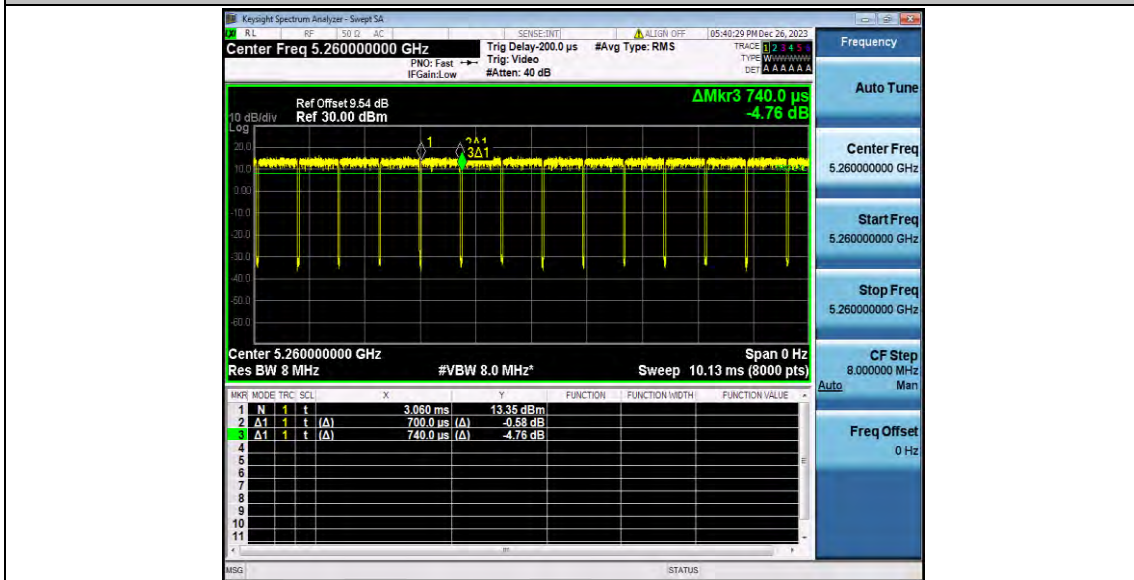 Keysight Spectrum Analyzer - Swept SA
RL RF 50 Ω AC SENSE:INT ALIGN OFF 05:40:29 PM Dec 26, 2023
Center Freq 5.260000000 GHz Trig Delay-200.0 µs #Avg Type: RMS TRACE 1 2 3 4 5 6
PNO: Fast Trig: Video TYPE WWWWWW
IFGain:Low #Atten: 40 dB DET A A A A A A
Frequency
ΔMkr3 740.0 µs
-4.76 dB
Ref Offset 9.54 dB
10 dB/div Ref 30.00 dBm
Log
20.0
10.0
0.00
-10.0
-20.0
-30.0
-40.0
-50.0
-60.0
1
2Δ1
3Δ1
Center 5.260000000 GHz Span 0 Hz
Res BW 8 MHz #VBW 8.0 MHz* Sweep 10.13 ms (8000 pts)
MKR MODE TRC SCL X Y FUNCTION FUNCTION WIDTH FUNCTION VALUE
1 N 1 t 3.060 ms 13.35 dBm
2 Δ1 1 t (Δ) 700.0 µs (Δ) -0.58 dB
3 Δ1 1 t (Δ) 740.0 µs (Δ) -4.76 dB
4
5
6
7
8
9
10
11
MSG STATUS
Auto Tune
Center Freq
5.260000000 GHz
Start Freq
5.260000000 GHz
Stop Freq
5.260000000 GHz
CF Step
8.000000 MHz
Auto Man
Freq Offset
0 Hz